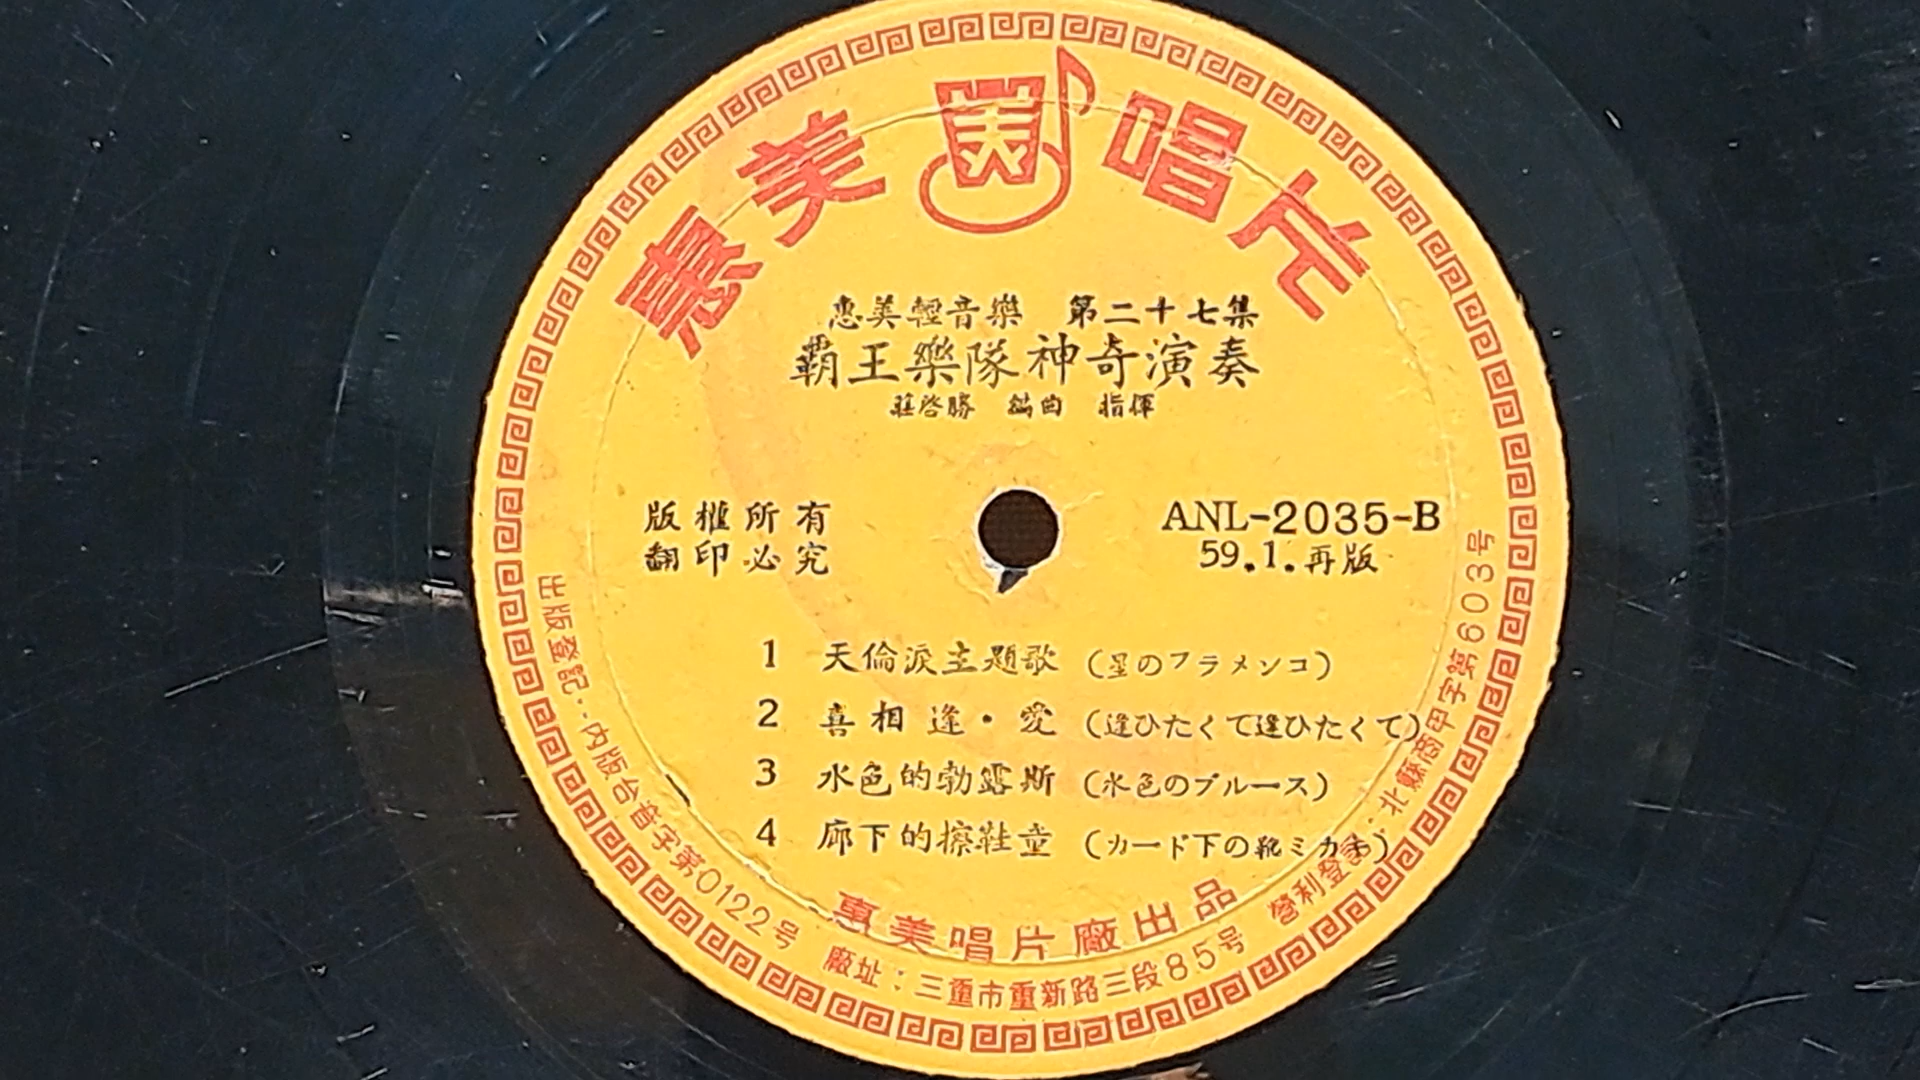 惠美唱片
惠美輕音樂 第二十七集
霸王樂隊神奇演奏
莊啓勝 編曲 指揮
版權所有
翻印必究
ANL-2035-B
59.1.再版
1 天倫淚主題歌 (星のフラメンコ)
2 喜相逢・愛 (逢ひたくて逢ひたくて)
3 水色的勃露斯 (水色のブルース)
4 廊下的擦鞋童 (カード下の靴ミカキ)
惠美唱片廠出品
出版登記:內版台音字第0122号
廠址:三重市重新路三段85号
營利登記:北縣商甲字第603号